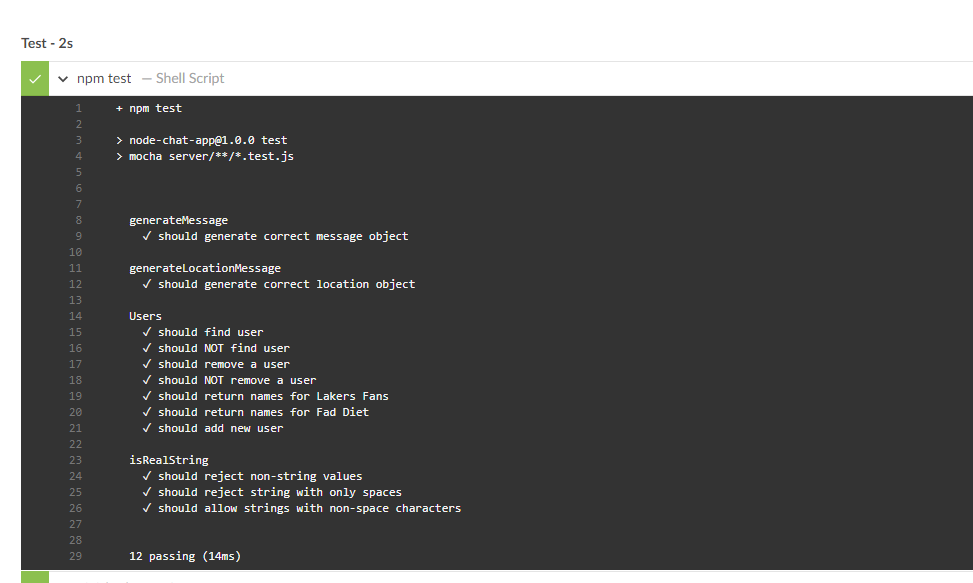 Test - 2s
npm test — Shell Script
1 + npm test
2
3 > node-chat-app@1.0.0 test
4 > mocha server/**/*.test.js
5
6
7
8 generateMessage
9 ✓ should generate correct message object
10
11 generateLocationMessage
12 ✓ should generate correct location object
13
14 Users
15 ✓ should find user
16 ✓ should NOT find user
17 ✓ should remove a user
18 ✓ should NOT remove a user
19 ✓ should return names for Lakers Fans
20 ✓ should return names for Fad Diet
21 ✓ should add new user
22
23 isRealString
24 ✓ should reject non-string values
25 ✓ should reject string with only spaces
26 ✓ should allow strings with non-space characters
27
28
29 12 passing (14ms)